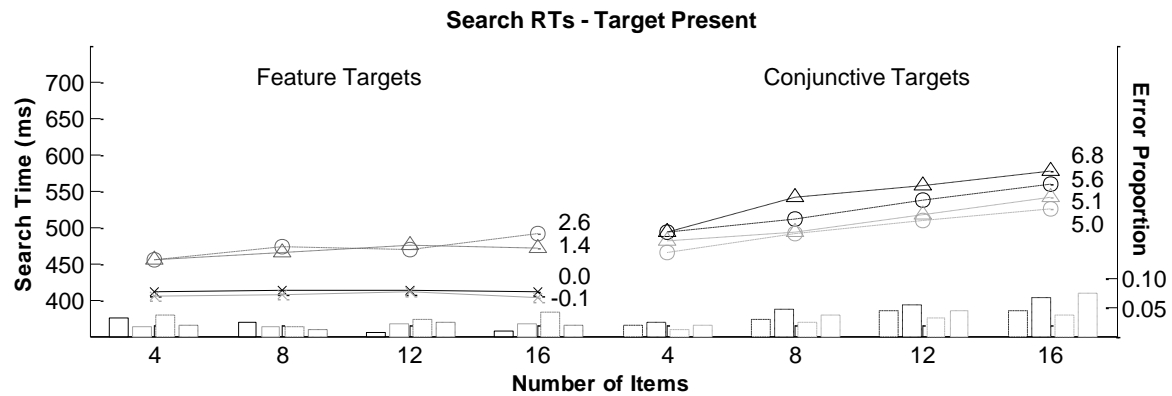 Search RTs - Target Present
Feature Targets
Conjunctive Targets
Search Time (ms)
700
650
600
550
500
450
400
2.6
1.4
0.0
-0.1
6.8
5.6
5.1
5.0
Error Proportion
0.10
0.05
4 8 12 16 4 8 12 16
Number of Items